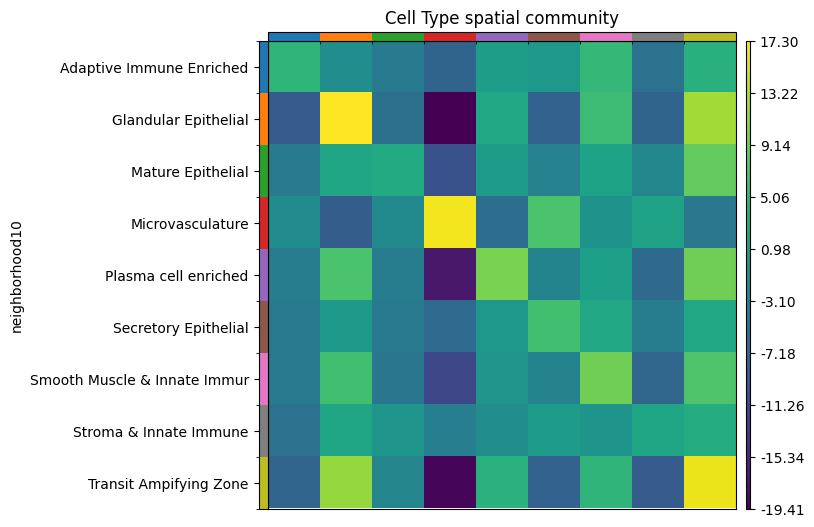 Cell Type spatial community
neighborhood10
Adaptive Immune Enriched
Glandular Epithelial
Mature Epithelial
Microvasculature
Plasma cell enriched
Secretory Epithelial
Smooth Muscle & Innate Immur
Stroma & Innate Immune
Transit Ampifying Zone
17.30
13.22
9.14
5.06
0.98
-3.10
-7.18
-11.26
-15.34
-19.41